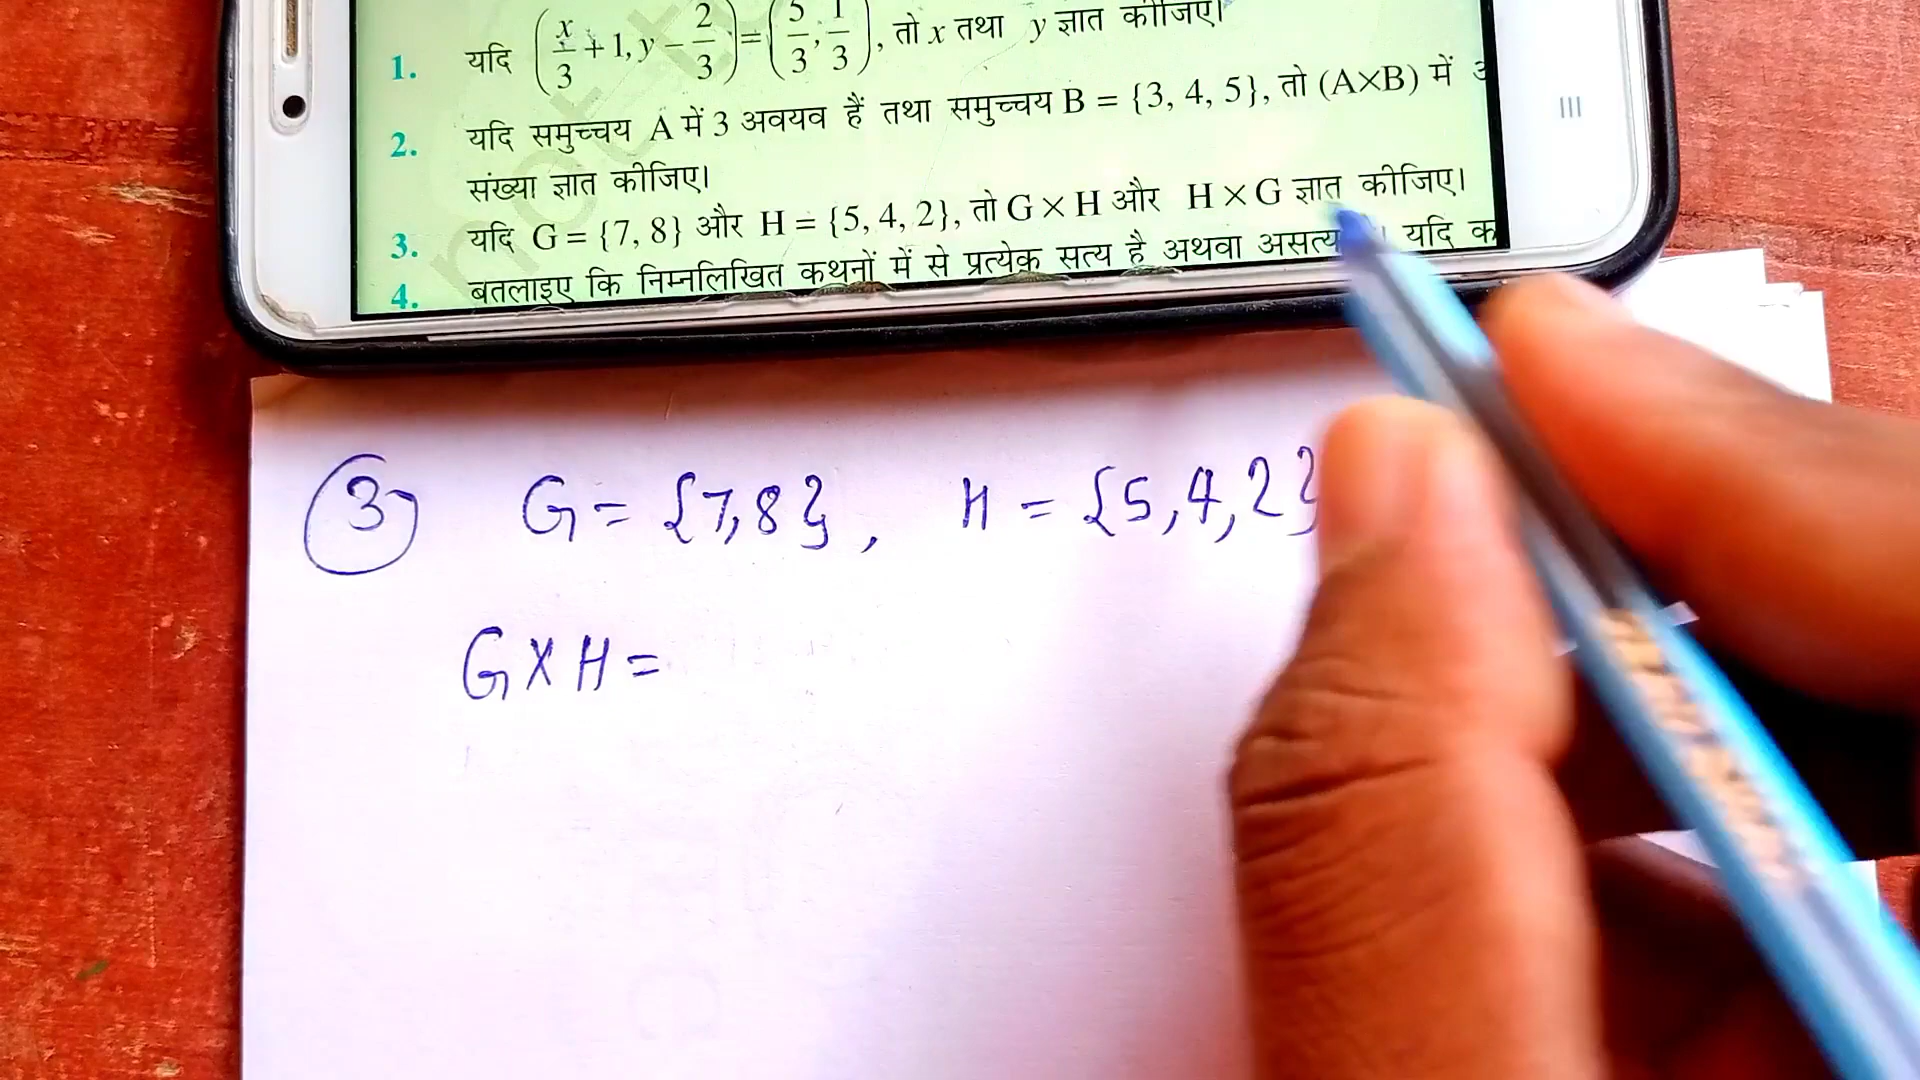 1. यदि (x/3 + 1, y − 2/3) = (5/3, 1/3), तो x तथा y ज्ञात कीजिए।
2. यदि समुच्चय A में 3 अवयव हैं तथा समुच्चय B = {3, 4, 5}, तो (A×B) में
संख्या ज्ञात कीजिए।
3. यदि G = {7, 8} और H = {5, 4, 2}, तो G × H और H × G ज्ञात कीजिए।
4. बतलाइए कि निम्नलिखित कथनों में से प्रत्येक सत्य है अथवा असत्य यदि
3 G = {7, 8}, H = {5, 4, 2}
G × H =